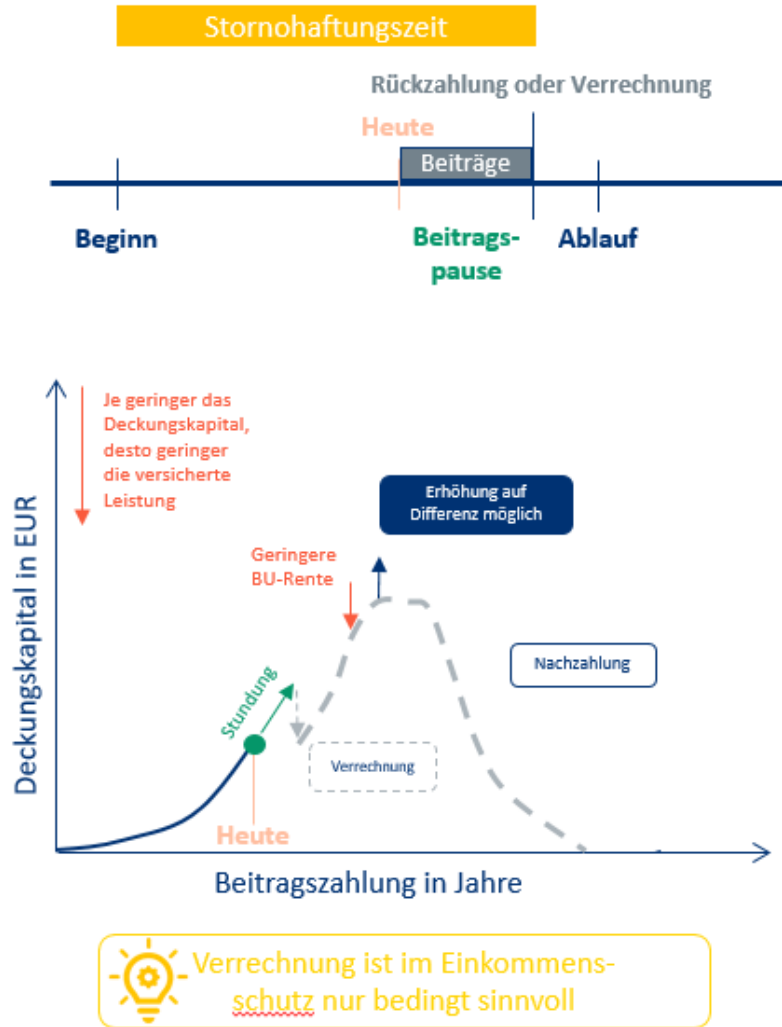 Stornohaftungszeit
Rückzahlung oder Verrechnung
Heute
Beiträge
Beginn
Beitrags-
pause
Ablauf
Je geringer das
Deckungskapital,
desto geringer
die versicherte
Leistung
Erhöhung auf
Differenz möglich
Geringere
BU-Rente
Nachzahlung
Stundung
Verrechnung
Heute
Deckungskapital in EUR
Beitragszahlung in Jahre
Verrechnung ist im Einkommens-
schutz nur bedingt sinnvoll